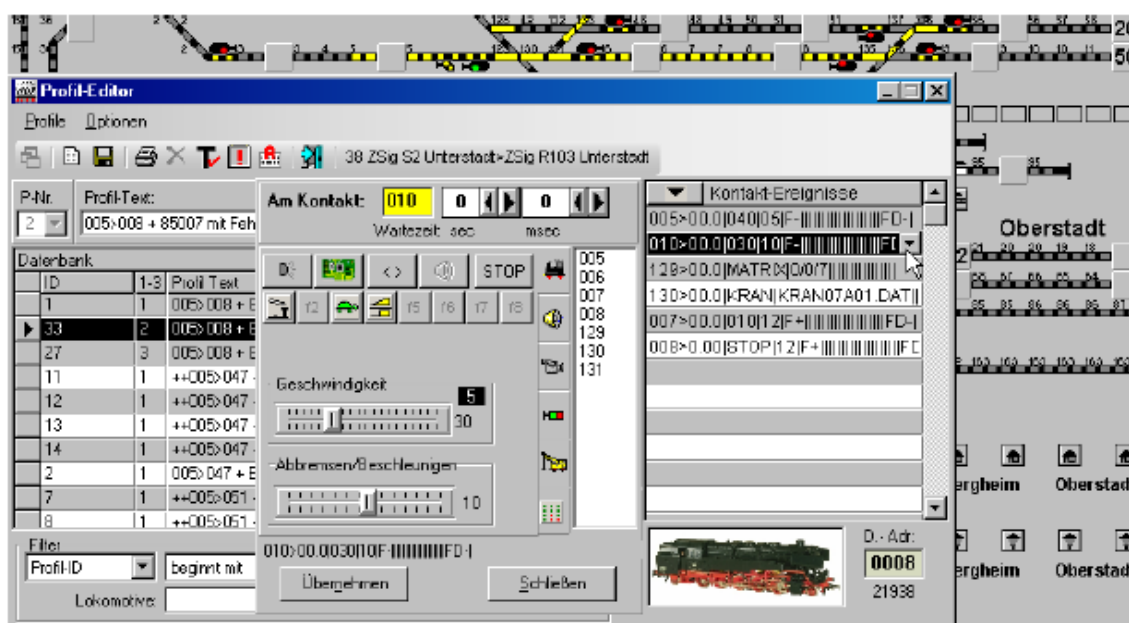 Profil-Editor
Profile Optionen
38 ZSig S2 Unterstadt>ZSig R103 Unterstadt
P-Nr. Profil-Text:
2 005>008 + 85007 mit Feh
Am Kontakt: 010 0 0
Wartezeit: sec msec
Kontakt-Ereignisse
005>00.0|040|05|F-||||||||||||||||FD-|
010>00.0|030|10|F-||||||||||||||||FD
129>00.0|MATRIX|0/0/7||||||||||||||||
130>00.0|KRAN|KRAN07A01.DAT||
007>00.0|010|12|F+||||||||||||||||FD-|
008>0.00|STOP|12|F+||||||||||||||||FD
Datenbank
ID 1-3 Profil Text
1 1 005>008 + E
33 2 005>008 + E
27 3 005>008 + E
11 1 ++005>047 -
12 1 ++005>047 -
13 1 ++005>047 -
14 1 ++005>047 -
2 1 005>047 + E
7 1 ++005>051 -
8 1 ++005>051 -
STOP
f2 f5 f6 f7 f8
005
006
007
008
129
130
131
Geschwindigkeit
5
30
Abbremsen/Beschleunigen
10
010>00.0|030|10|F-||||||||||||||||FD-|
Übernehmen Schließen
Filter
Profil-ID beginnt mit
Lokomotive:
D.- Adr:
0008
21938
Oberstadt
ergheim Oberstad
ergheim Oberstad